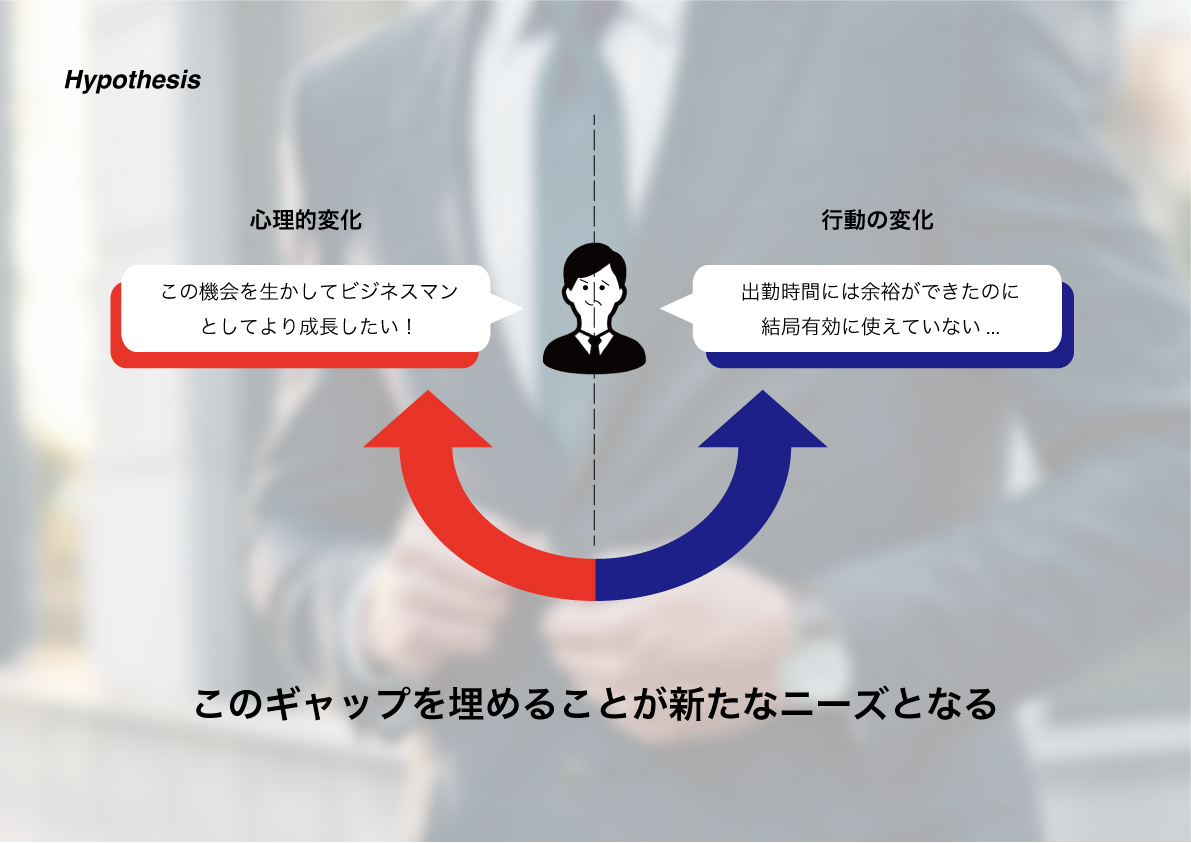 Hypothesis
心理的変化
この機会を生かしてビジネスマン
としてより成長したい！
行動の変化
出勤時間には余裕ができたのに
結局有効に使えていない...
このギャップを埋めることが新たなニーズとなる